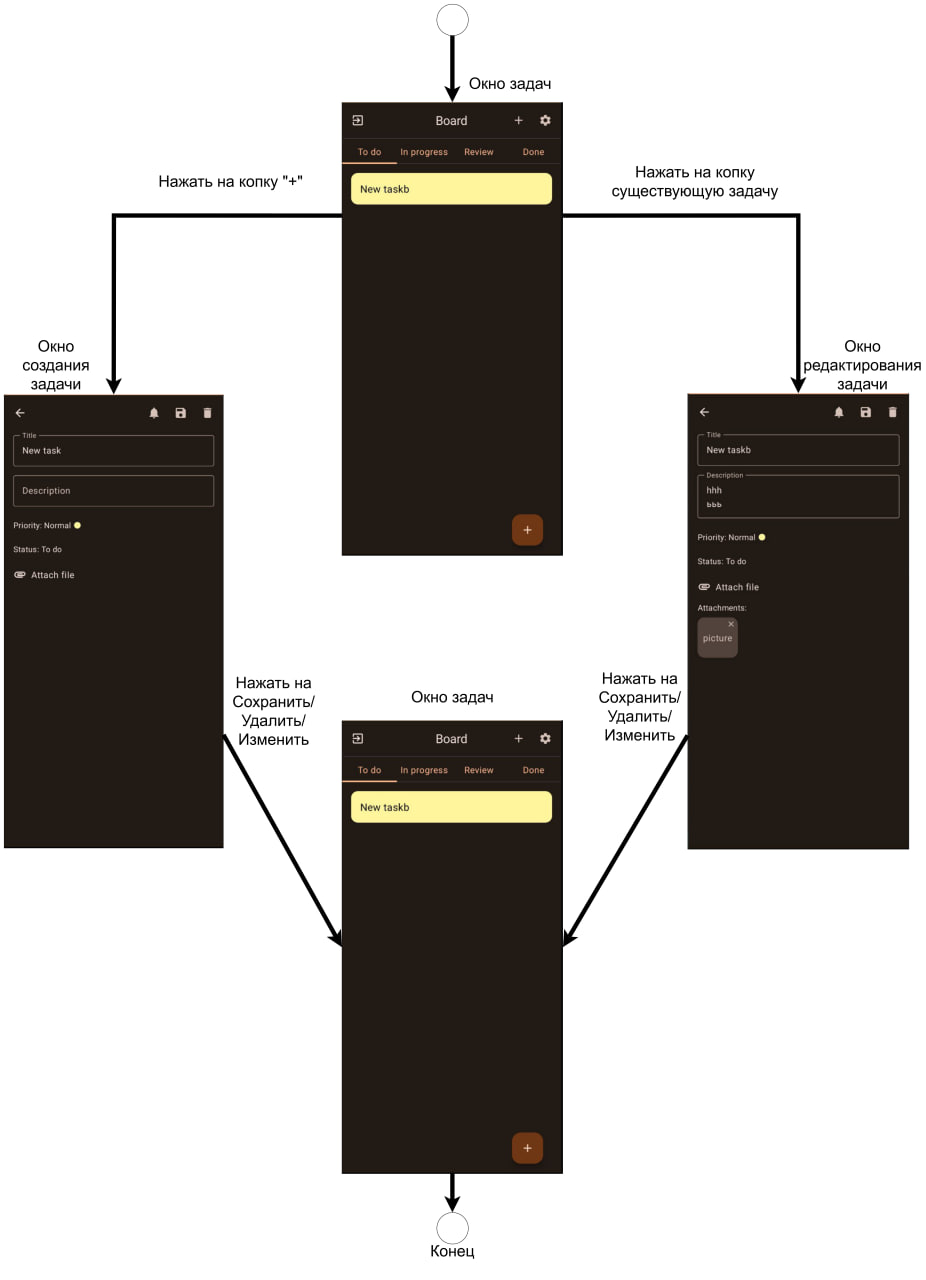 Окно задач
Board
To do
In progress
Review
Done
New taskb
+
Нажать на копку "+"
Нажать на копку
существующую задачу
Окно
создания
задачи
Title
New task
Description
Priority: Normal
Status: To do
Attach file
Окно
редактирования
задачи
Title
New taskb
Description
hhh
ььь
Priority: Normal
Status: To do
Attach file
Attachments:
picture
Нажать на
Сохранить/
Удалить/
Изменить
Нажать на
Сохранить/
Удалить/
Изменить
Окно задач
Board
To do
In progress
Review
Done
New taskb
+
Конец